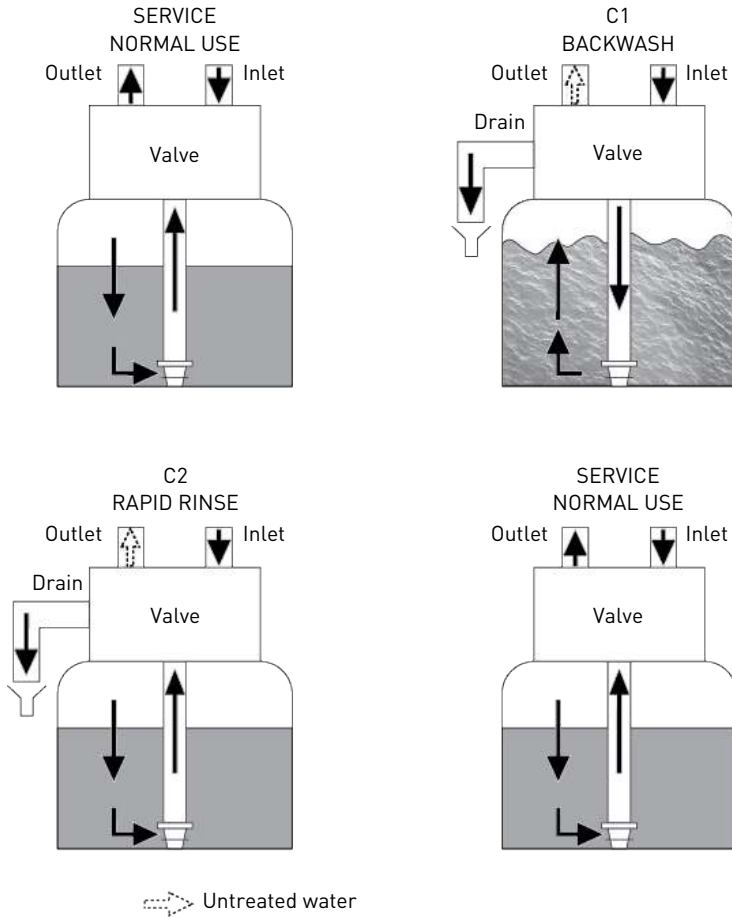 SERVICE
NORMAL USE
Outlet
Inlet
Valve
C1
BACKWASH
Outlet
Inlet
Drain
Valve
C2
RAPID RINSE
Outlet
Inlet
Drain
Valve
SERVICE
NORMAL USE
Outlet
Inlet
Valve
Untreated water